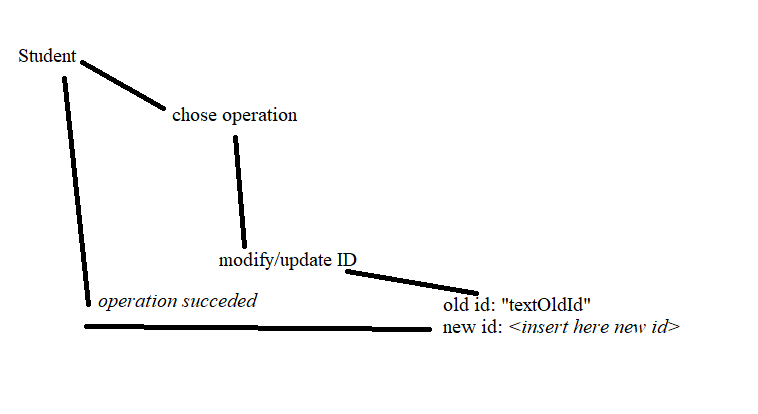 Student
chose operation
modify/update ID
operation succeded
old id: "textOldId"
new id: <insert here new id>